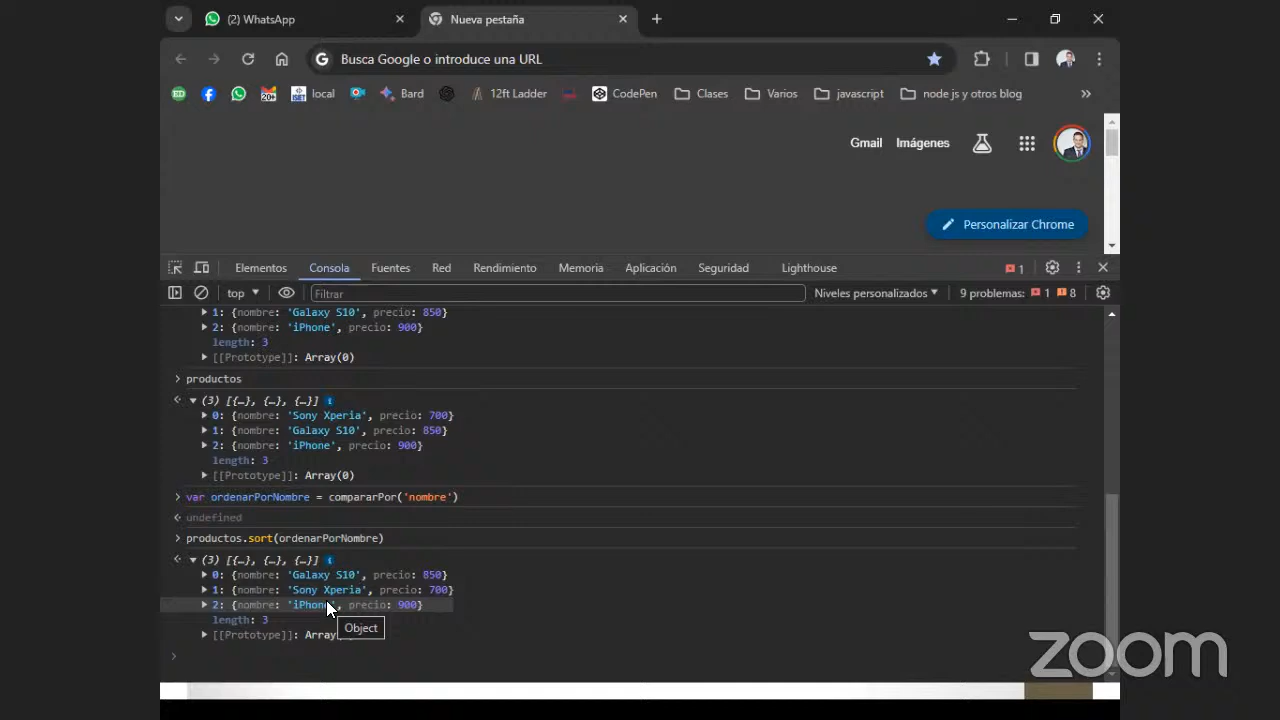 (2) WhatsApp
Nueva pestaña
Busca Google o introduce una URL
local
Bard
12ft Ladder
CodePen
Clases
Varios
javascript
node js y otros blog
Gmail
Imágenes
Personalizar Chrome
Elementos
Consola
Fuentes
Red
Rendimiento
Memoria
Aplicación
Seguridad
Lighthouse
1
top
Filtrar
Niveles personalizados
9 problemas: 1 8
1: {nombre: 'Galaxy S10', precio: 850}
2: {nombre: 'iPhone', precio: 900}
length: 3
[[Prototype]]: Array(0)
productos
(3) [{…}, {…}, {…}]
0: {nombre: 'Sony Xperia', precio: 700}
1: {nombre: 'Galaxy S10', precio: 850}
2: {nombre: 'iPhone', precio: 900}
length: 3
[[Prototype]]: Array(0)
var ordenarPorNombre = compararPor('nombre')
undefined
productos.sort(ordenarPorNombre)
(3) [{…}, {…}, {…}]
0: {nombre: 'Galaxy S10', precio: 850}
1: {nombre: 'Sony Xperia', precio: 700}
2: {nombre: 'iPhone', precio: 900}
length: 3
Object
[[Prototype]]: Array
zoom